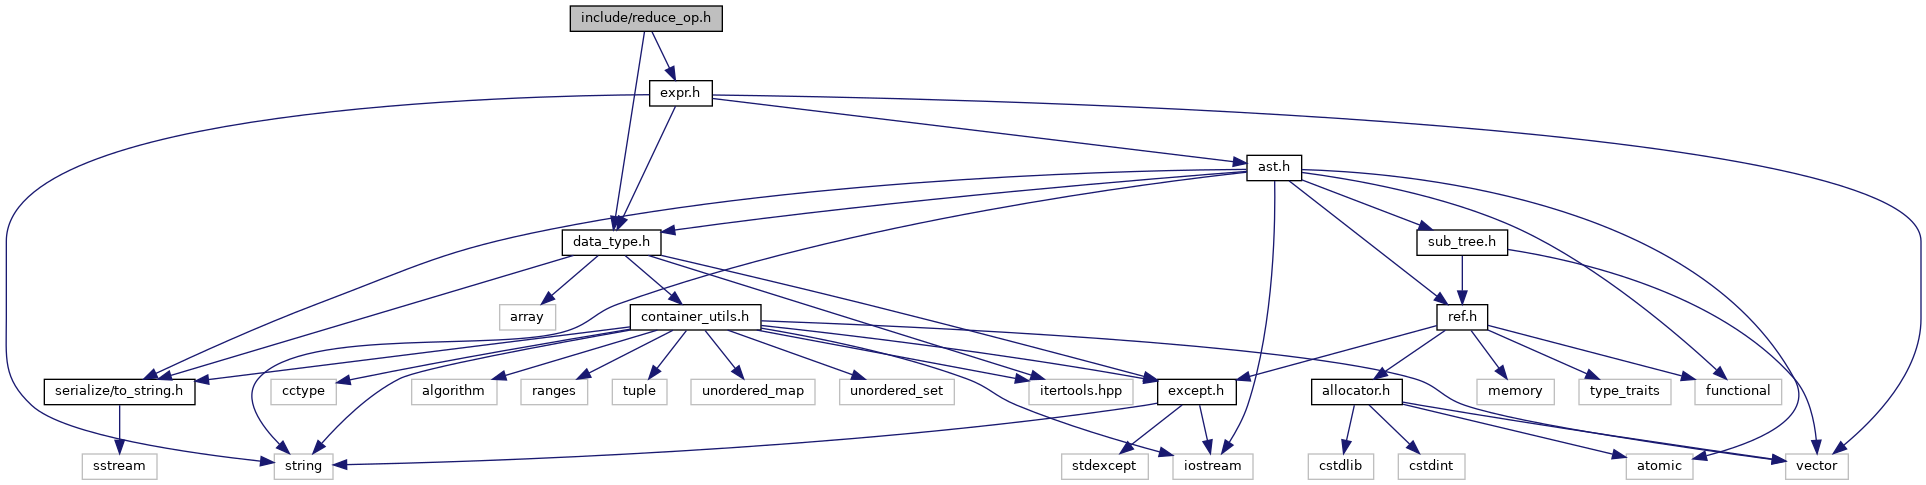 include/reduce_op.h
expr.h
ast.h
data_type.h
sub_tree.h
array
container_utils.h
ref.h
serialize/to_string.h
cctype
algorithm
ranges
tuple
unordered_map
unordered_set
itertools.hpp
except.h
allocator.h
memory
type_traits
functional
sstream
string
stdexcept
iostream
cstdlib
cstdint
atomic
vector